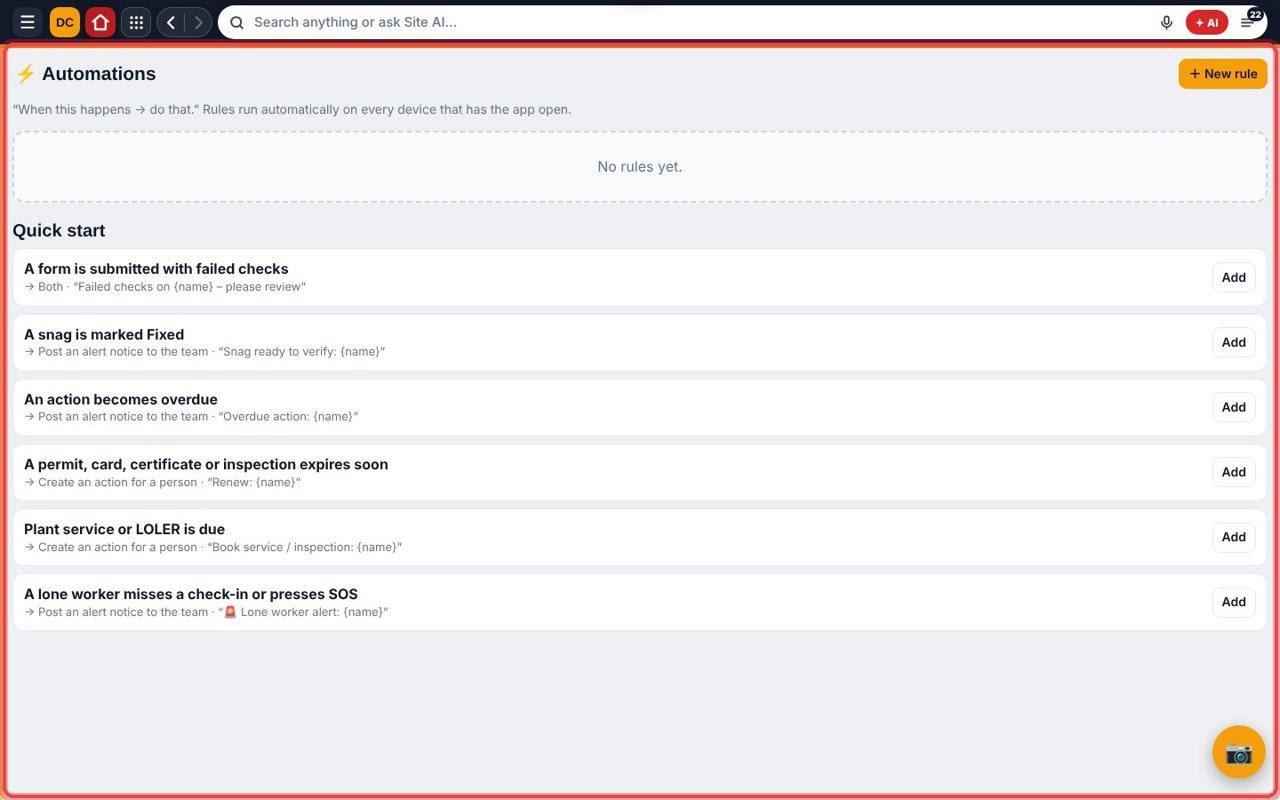 DC
Search anything or ask Site AI...
AI
22
Automations
+ New rule
“When this happens → do that.” Rules run automatically on every device that has the app open.
No rules yet.
Quick start
A form is submitted with failed checks
→ Both · “Failed checks on {name} – please review”
Add
A snag is marked Fixed
→ Post an alert notice to the team · “Snag ready to verify: {name}”
Add
An action becomes overdue
→ Post an alert notice to the team · “Overdue action: {name}”
Add
A permit, card, certificate or inspection expires soon
→ Create an action for a person · “Renew: {name}”
Add
Plant service or LOLER is due
→ Create an action for a person · “Book service / inspection: {name}”
Add
A lone worker misses a check-in or presses SOS
→ Post an alert notice to the team · “🚨 Lone worker alert: {name}”
Add